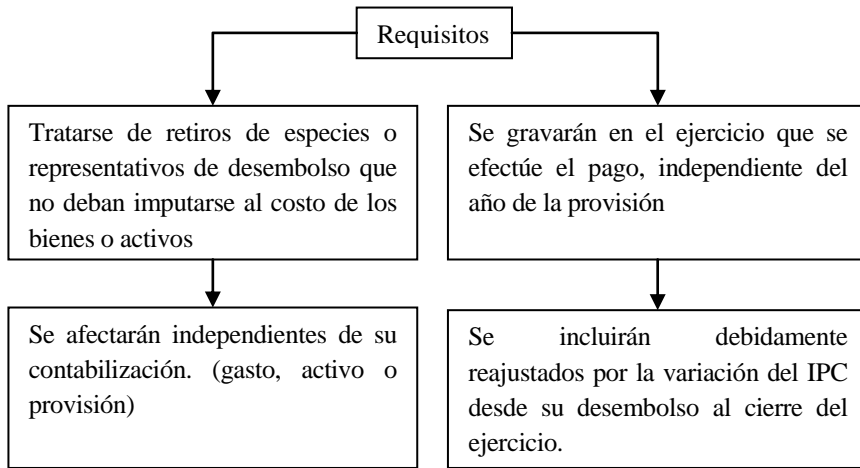 Requisitos
Tratarse de retiros de especies o
representativos de desembolso que
no deban imputarse al costo de los
bienes o activos
Se gravarán en el ejercicio que se
efectúe el pago, independiente del
año de la provisión
Se afectarán independientes de su
contabilización. (gasto, activo o
provisión)
Se incluirán debidamente
reajustados por la variación del IPC
desde su desembolso al cierre del
ejercicio.